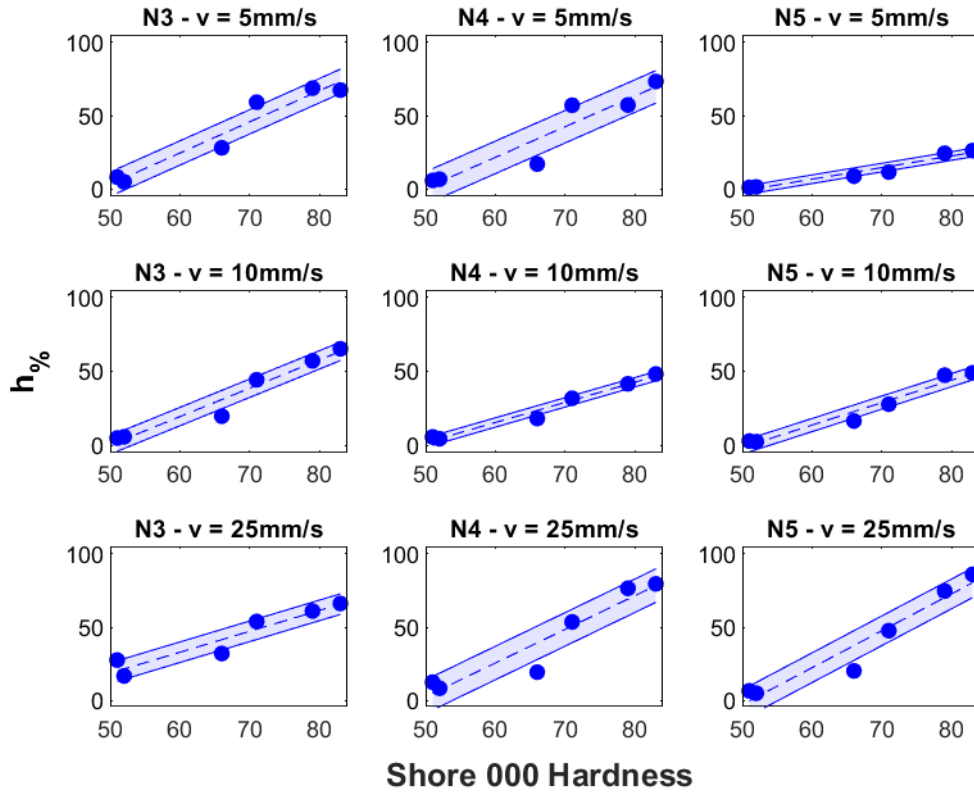 N3 - v = 5mm/s N4 - v = 5mm/s N5 - v = 5mm/s
100 100 100
50 50 50
0 0 0
50 60 70 80 50 60 70 80 50 60 70 80
N3 - v = 10mm/s N4 - v = 10mm/s N5 - v = 10mm/s
100 100 100
h%
50 50 50
0 0 0
50 60 70 80 50 60 70 80 50 60 70 80
N3 - v = 25mm/s N4 - v = 25mm/s N5 - v = 25mm/s
100 100 100
50 50 50
0 0 0
50 60 70 80 50 60 70 80 50 60 70 80
Shore 000 Hardness